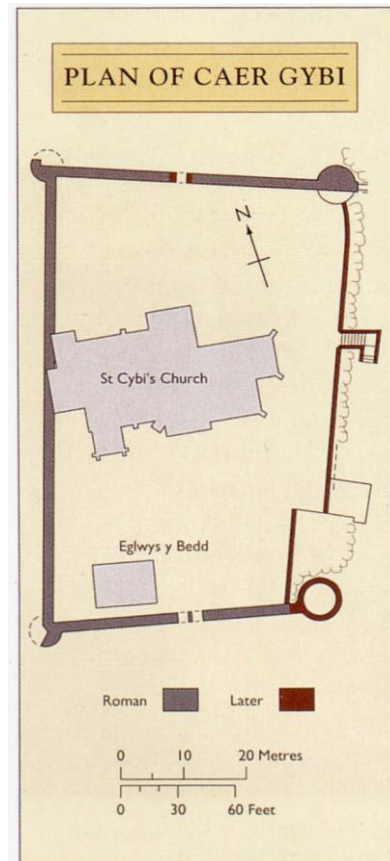 PLAN OF CAER GYBI
N
St Cybi's Church
Eglwys y Bedd
Roman Later
0 10 20 Metres
0 30 60 Feet